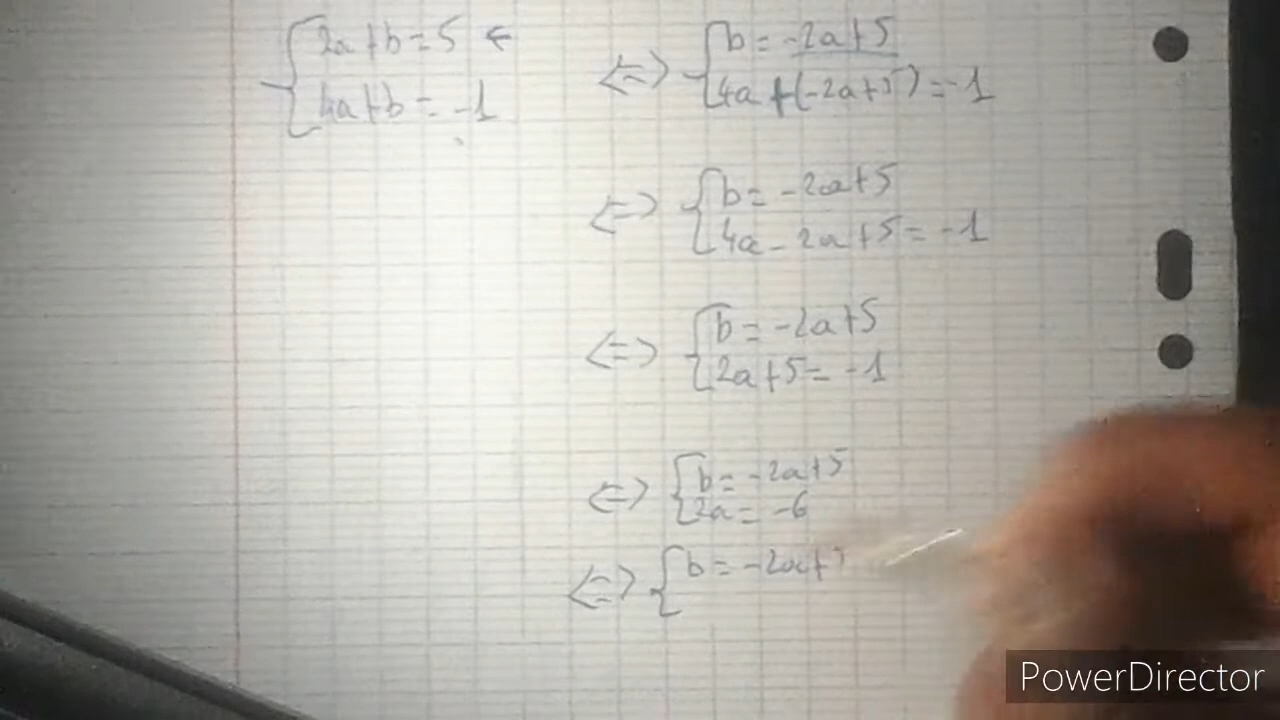 2a+b=5 ←
4a+b=-1
<=> b=-2a+5
4a+(-2a+5)=-1
<=> b=-2a+5
4a-2a+5=-1
<=> b=-2a+5
2a+5=-1
<=> b=-2a+5
2a=-6
<=> b=-2a+
PowerDirector